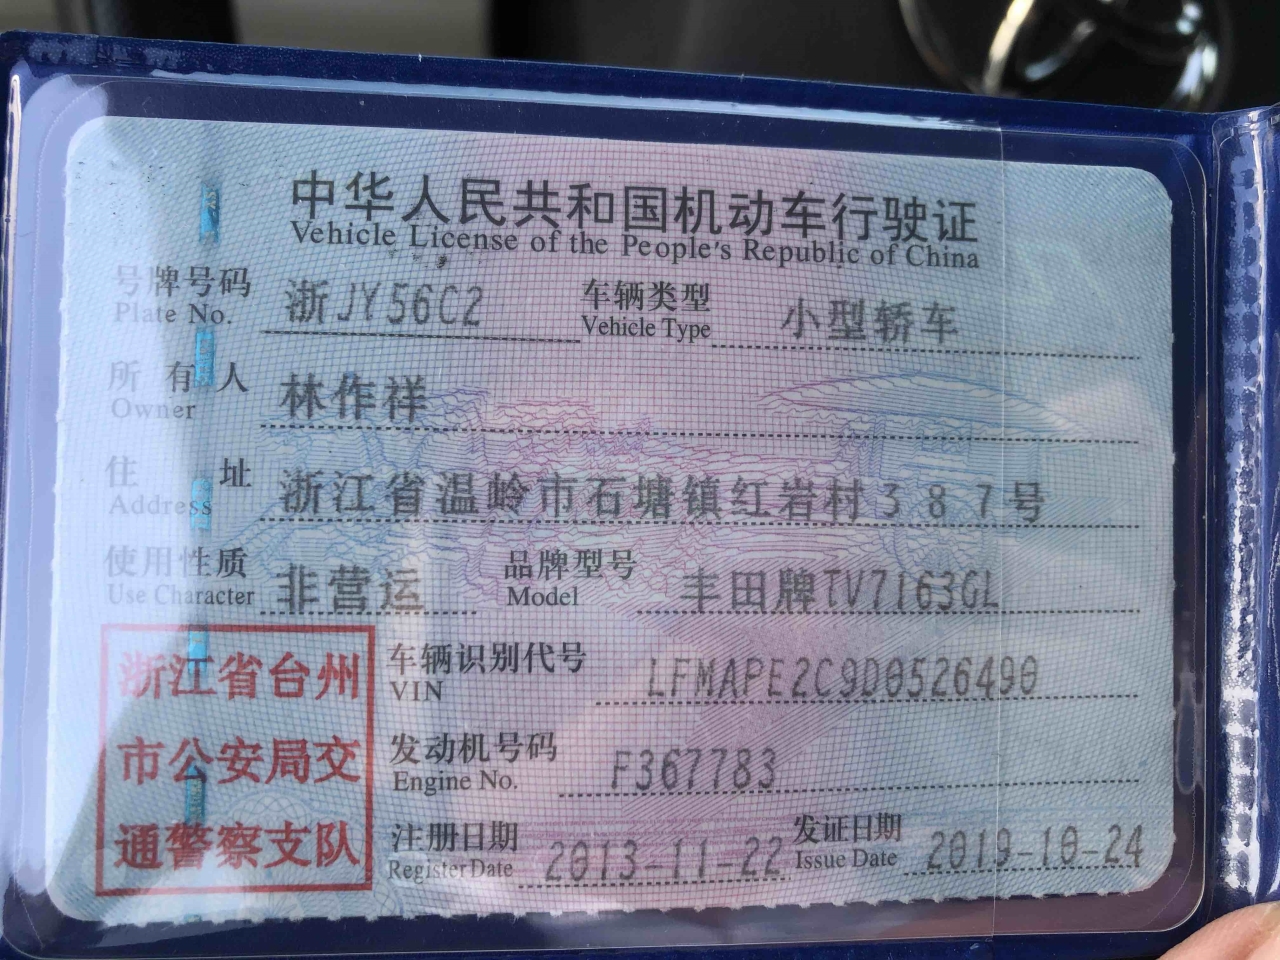 中华人民共和国机动车行驶证
Vehicle License of the People's Republic of China
号牌号码 浙JY56C2 车辆类型 小型轿车
Plate No. Vehicle Type
所有人 林作祥
Owner
住址 浙江省温岭市石塘镇红岩村387号
Address
使用性质 非营运 品牌型号 丰田牌TV7163GL
Use Character Model
浙江省台州
市公安局交
通警察支队
车辆识别代号 LFMAPE2C9D0526490
VIN
发动机号码 F367783
Engine No.
注册日期 2013-11-22 发证日期 2019-10-24
Register Date Issue Date